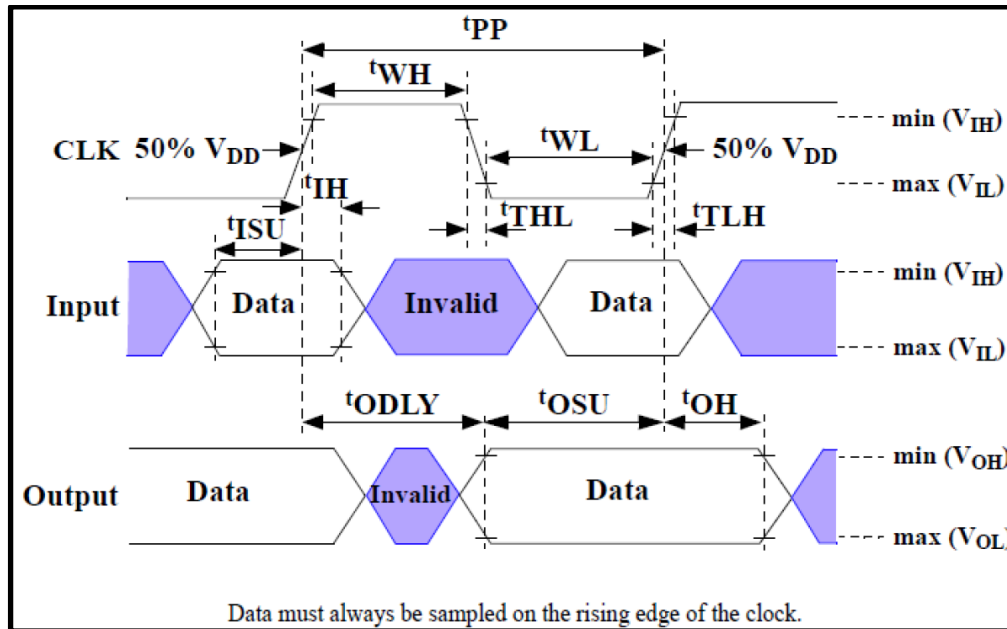 tPP
tWH
min (VIH)
tWL
CLK 50% VDD
50% VDD
max (VIL)
tIH
tTHL
tTLH
tISU
min (VIH)
Input
Data
Invalid
Data
max (VIL)
tODLY
tOSU
tOH
min (VOH)
Output
Data
Invalid
Data
max (VOL)
Data must always be sampled on the rising edge of the clock.